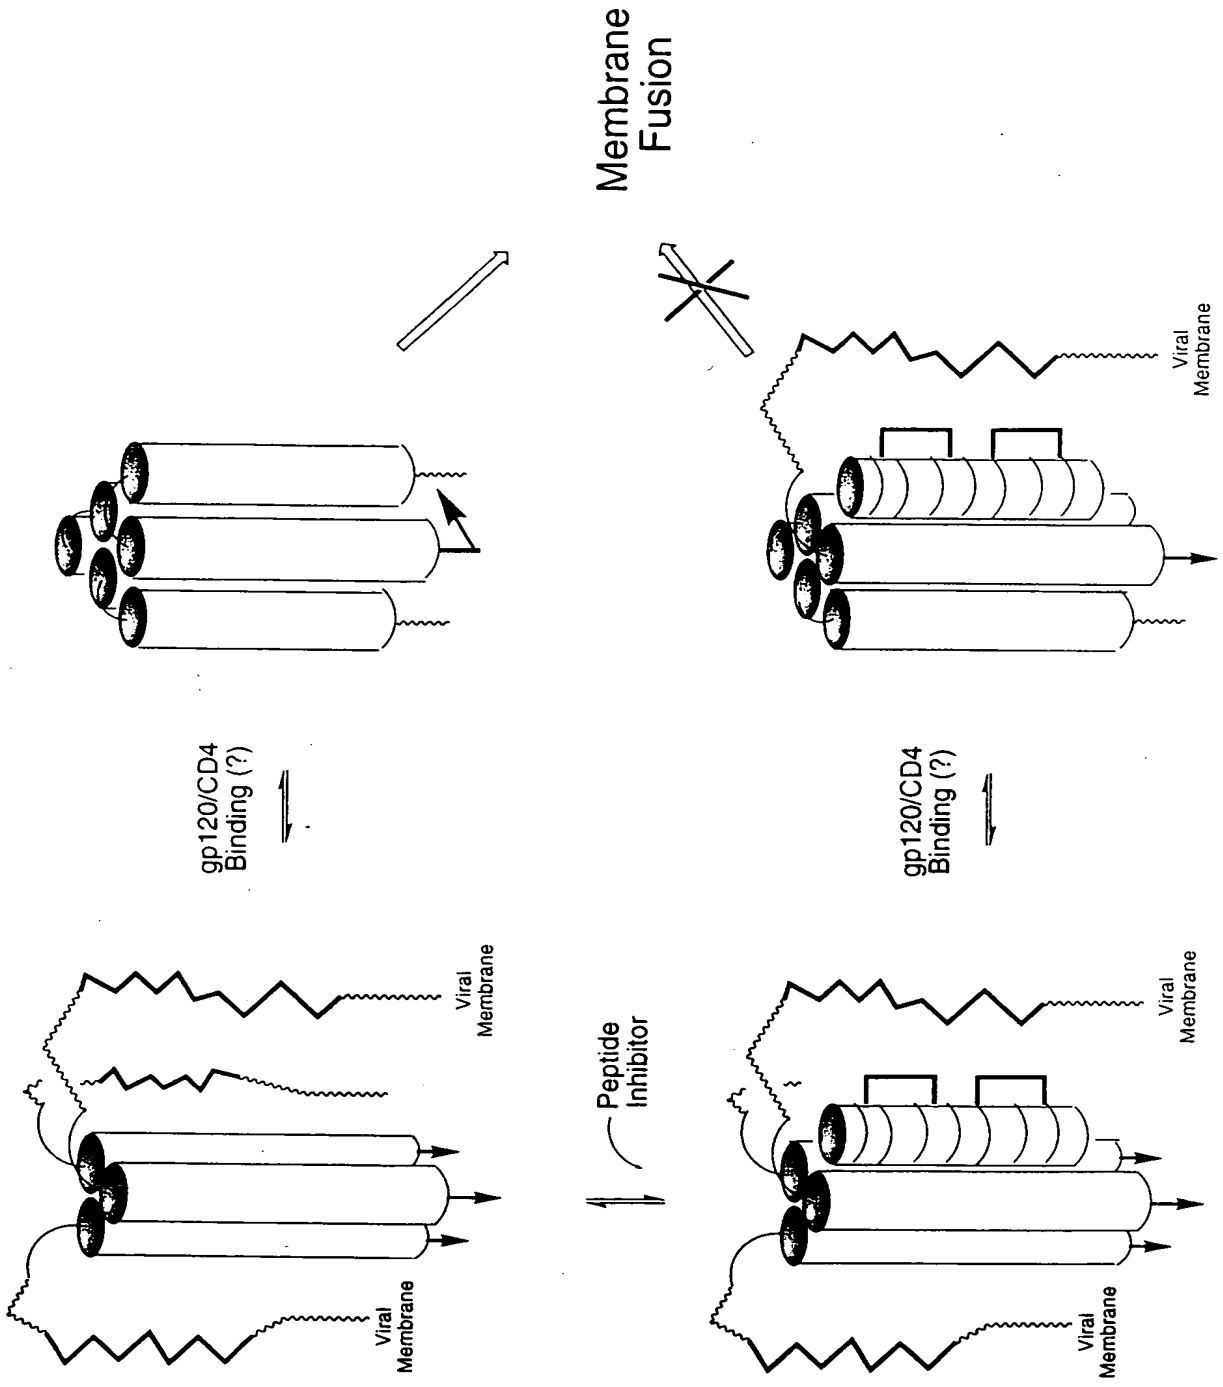 Membrane
Fusion
gp120/CD4
Binding (?)
gp120/CD4
Binding (?)
Viral
Membrane
Viral
Membrane
Peptide
Inhibitor
Viral
Membrane
Viral
Membrane
Viral
Membrane